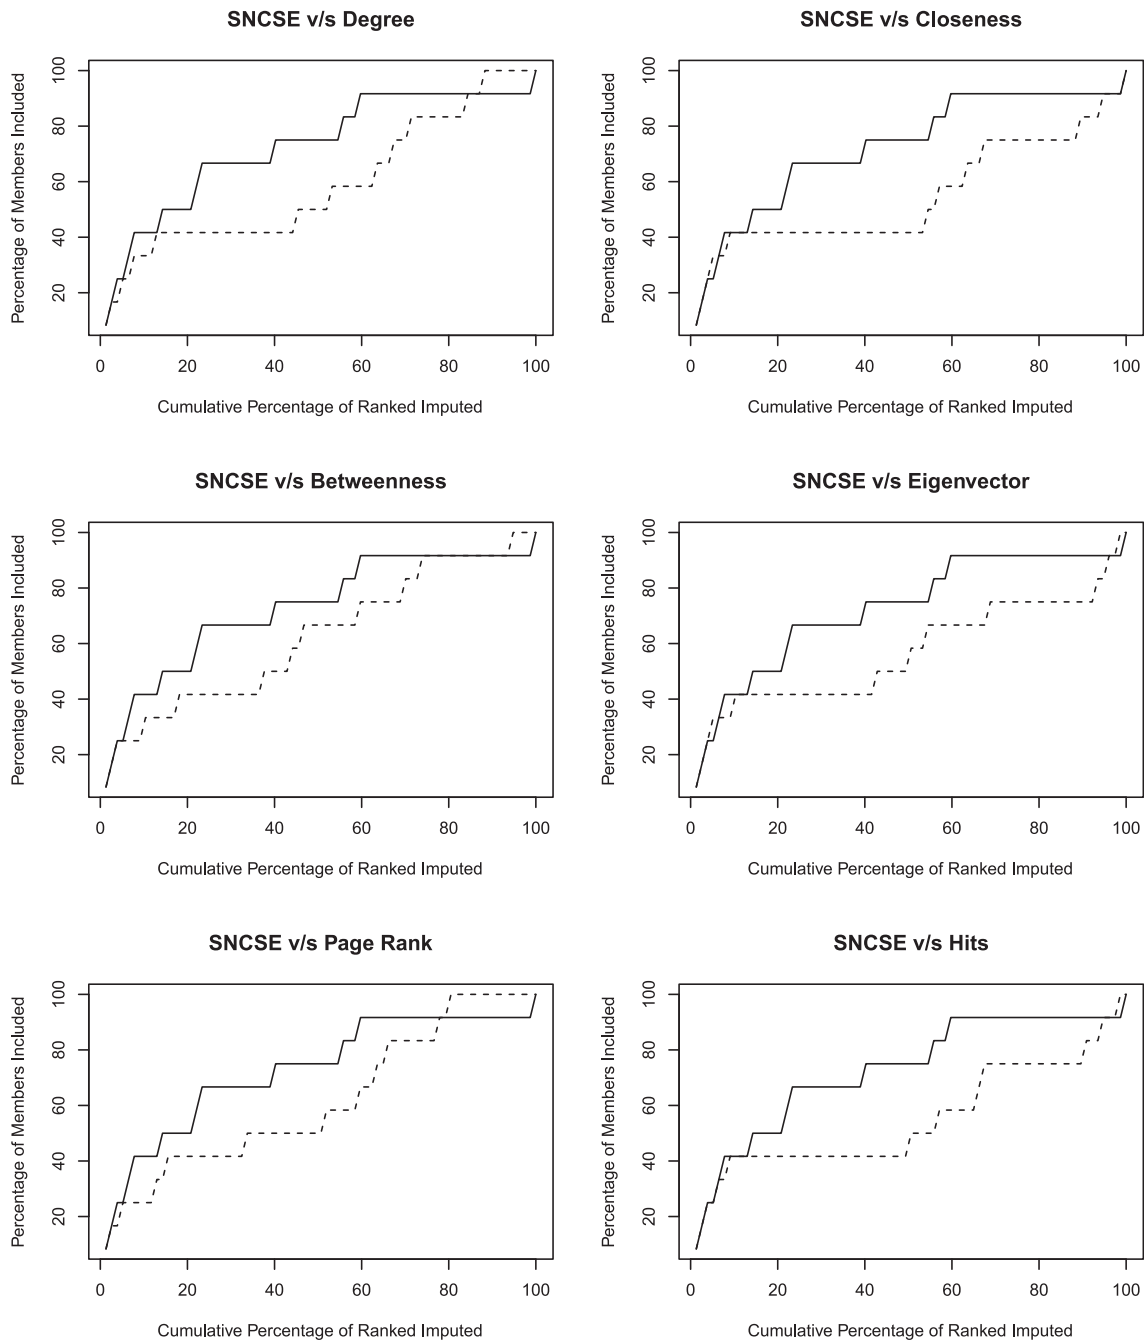 SNCSE v/s Degree
Percentage of Members Included
20 40 60 80 100
0 20 40 60 80 100
Cumulative Percentage of Ranked Imputed
SNCSE v/s Closeness
Percentage of Members Included
20 40 60 80 100
0 20 40 60 80 100
Cumulative Percentage of Ranked Imputed
SNCSE v/s Betweenness
Percentage of Members Included
20 40 60 80 100
0 20 40 60 80 100
Cumulative Percentage of Ranked Imputed
SNCSE v/s Eigenvector
Percentage of Members Included
20 40 60 80 100
0 20 40 60 80 100
Cumulative Percentage of Ranked Imputed
SNCSE v/s Page Rank
Percentage of Members Included
20 40 60 80 100
0 20 40 60 80 100
Cumulative Percentage of Ranked Imputed
SNCSE v/s Hits
Percentage of Members Included
20 40 60 80 100
0 20 40 60 80 100
Cumulative Percentage of Ranked Imputed